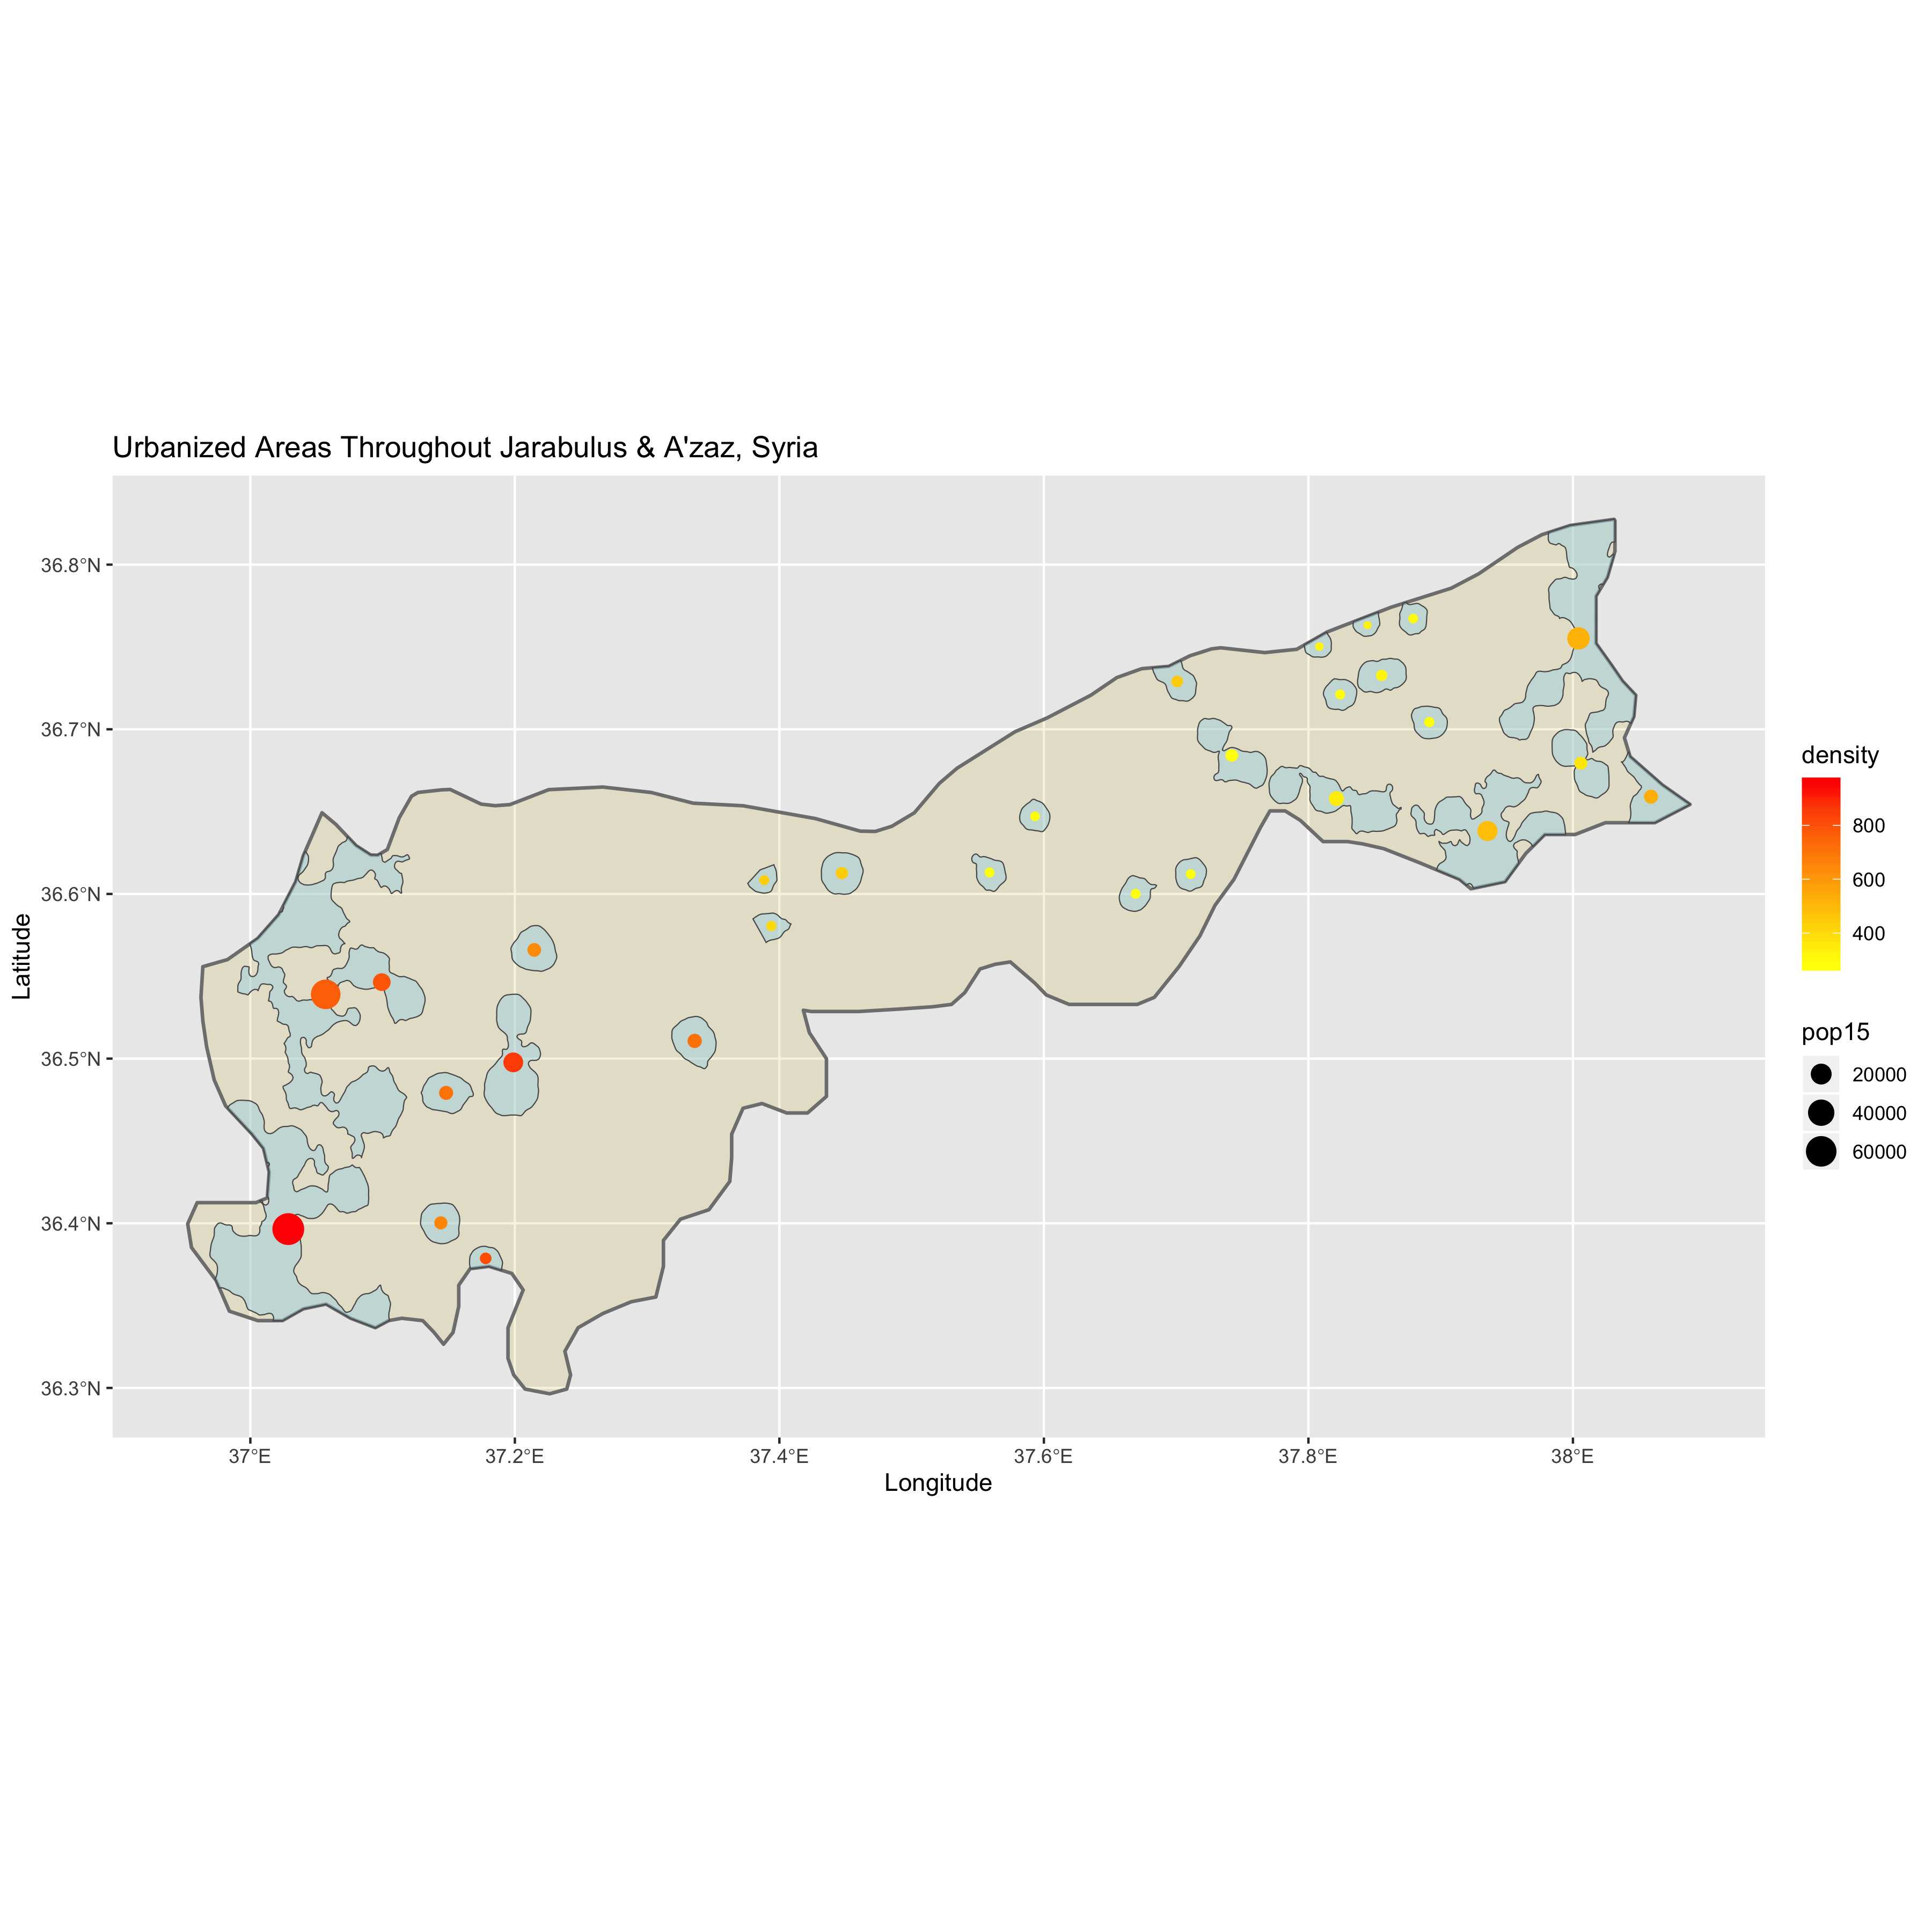 Urbanized Areas Throughout Jarabulus & A'zaz, Syria
36.8°N
36.7°N
36.6°N
36.5°N
36.4°N
36.3°N
Latitude
37°E 37.2°E 37.4°E 37.6°E 37.8°E 38°E
Longitude
density
800
600
400
pop15
20000
40000
60000